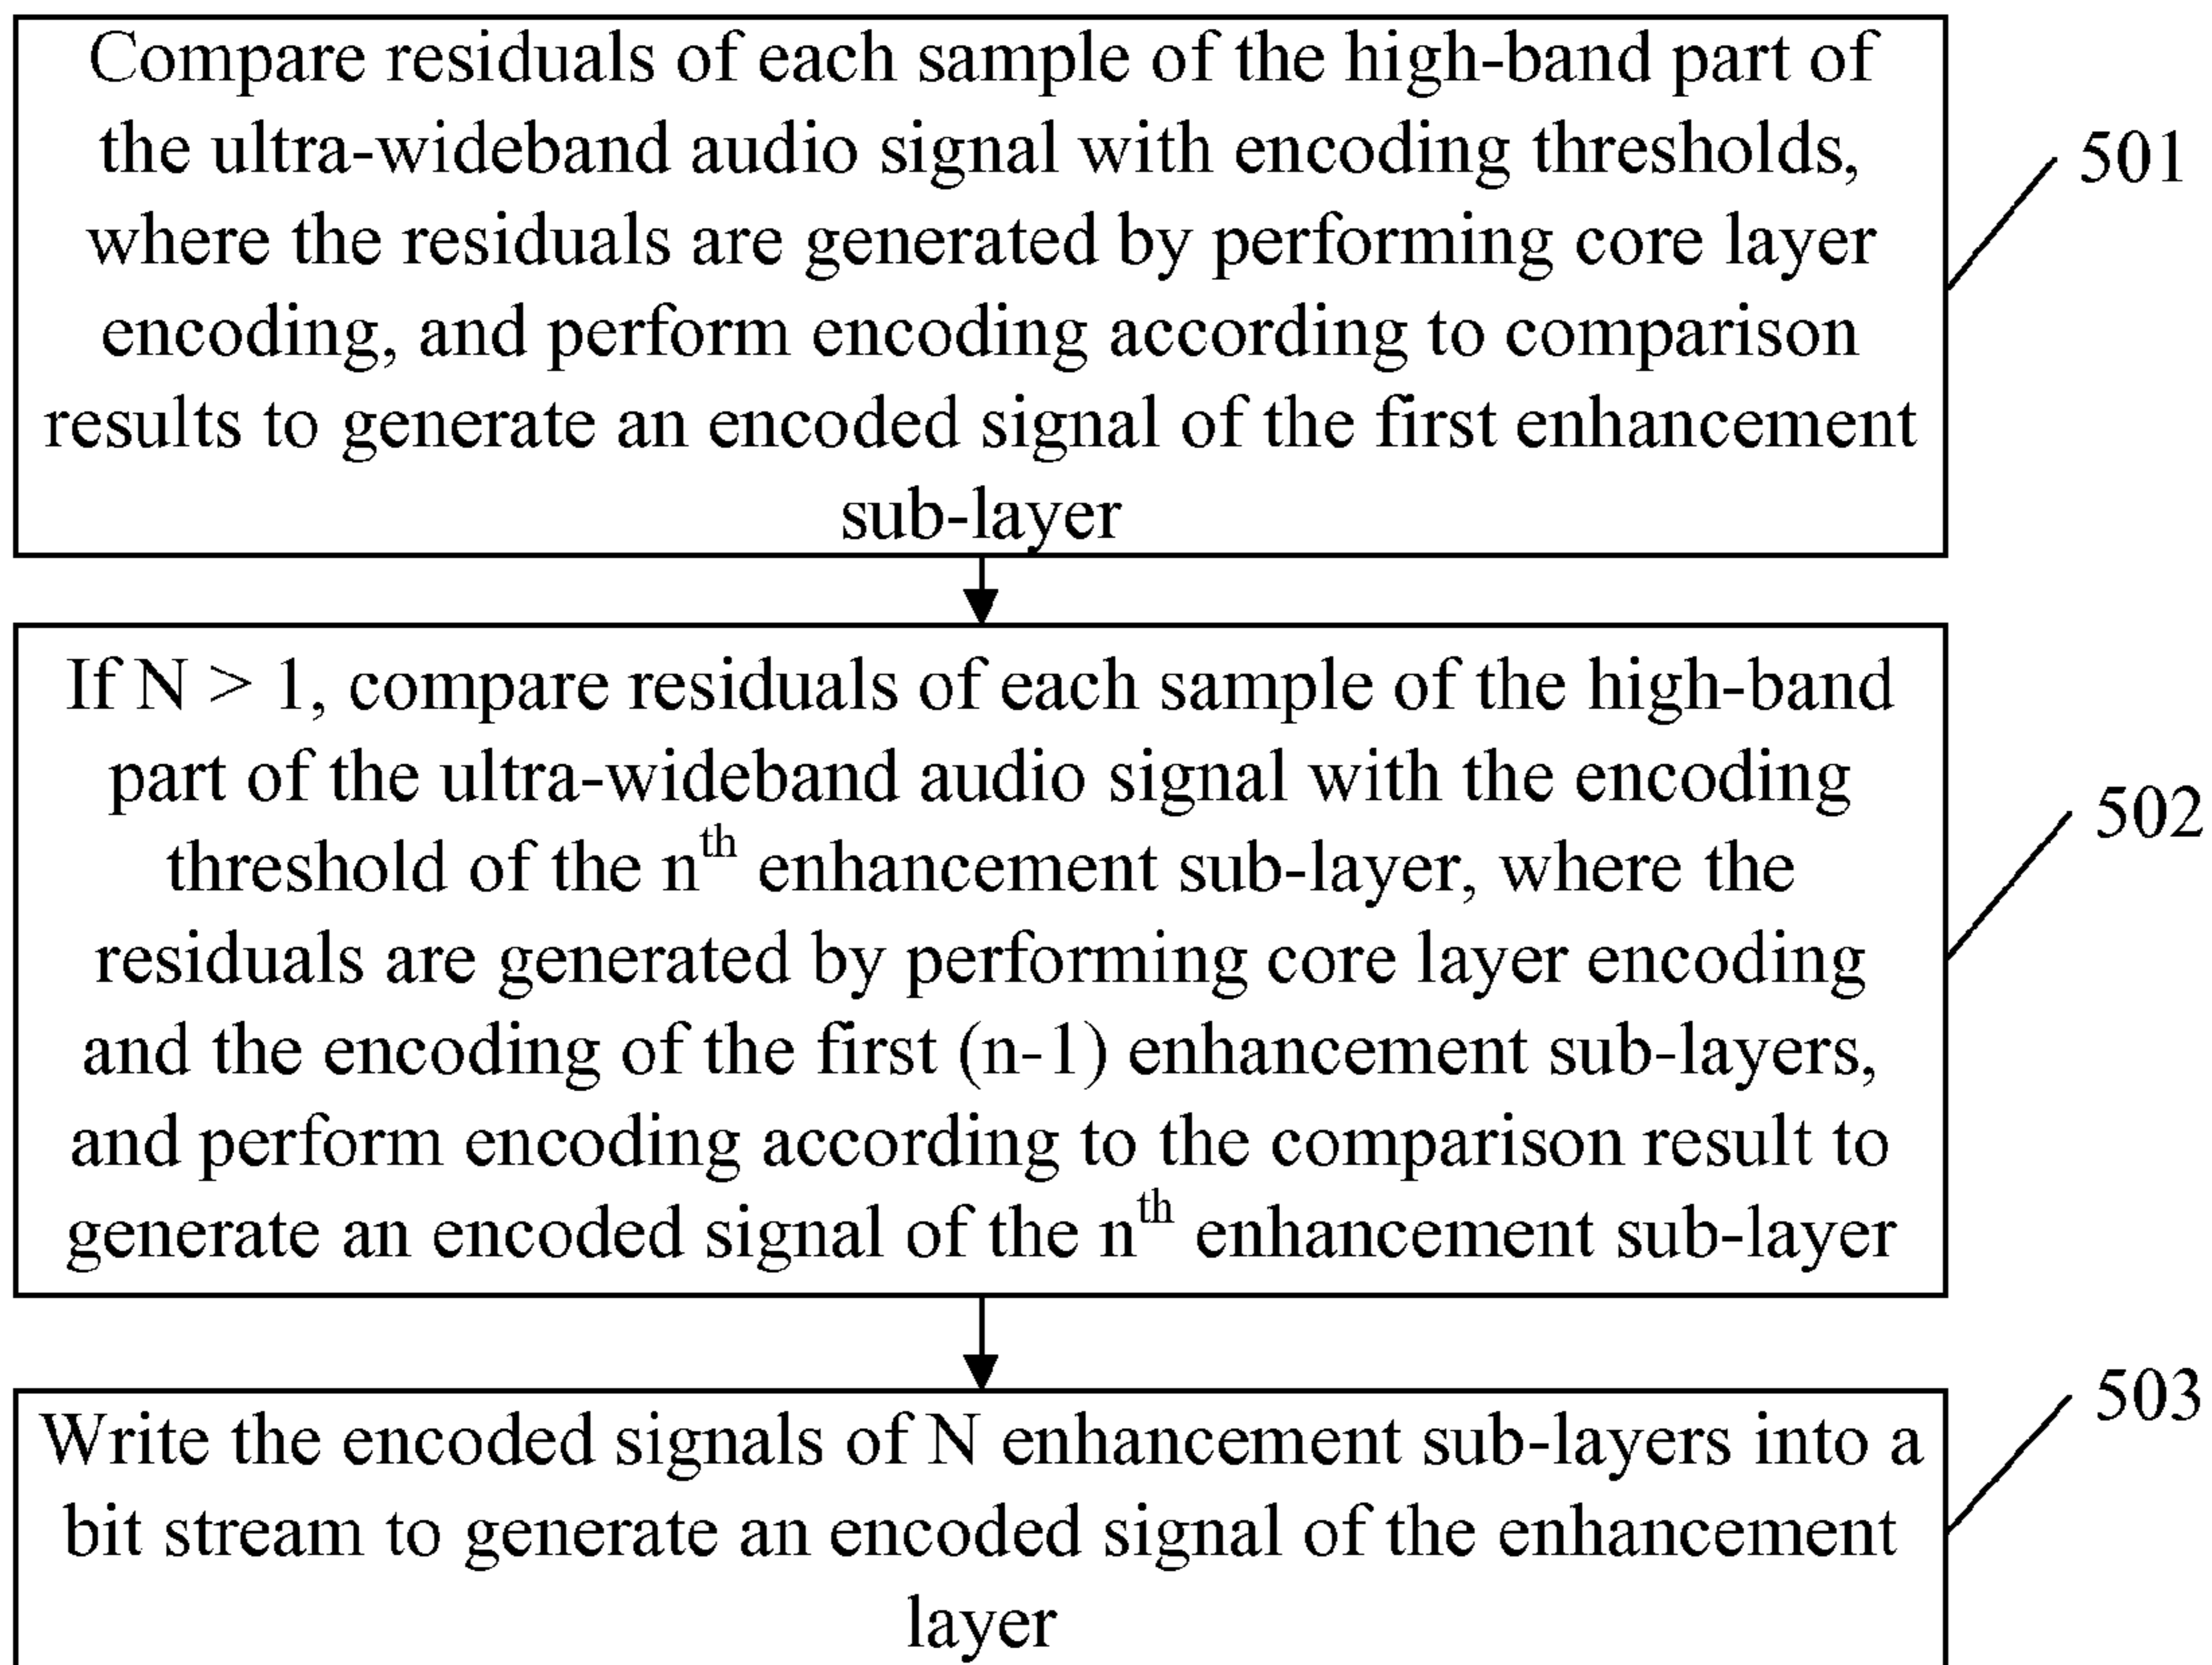 Compare residuals of each sample of the high-band part of
the ultra-wideband audio signal with encoding thresholds,
where the residuals are generated by performing core layer
encoding, and perform encoding according to comparison
results to generate an encoded signal of the first enhancement
sub-layer
501
If N > 1, compare residuals of each sample of the high-band
part of the ultra-wideband audio signal with the encoding
threshold of the nth enhancement sub-layer, where the
residuals are generated by performing core layer encoding
and the encoding of the first (n-1) enhancement sub-layers,
and perform encoding according to the comparison result to
generate an encoded signal of the nth enhancement sub-layer
502
Write the encoded signals of N enhancement sub-layers into a
bit stream to generate an encoded signal of the enhancement
layer
503